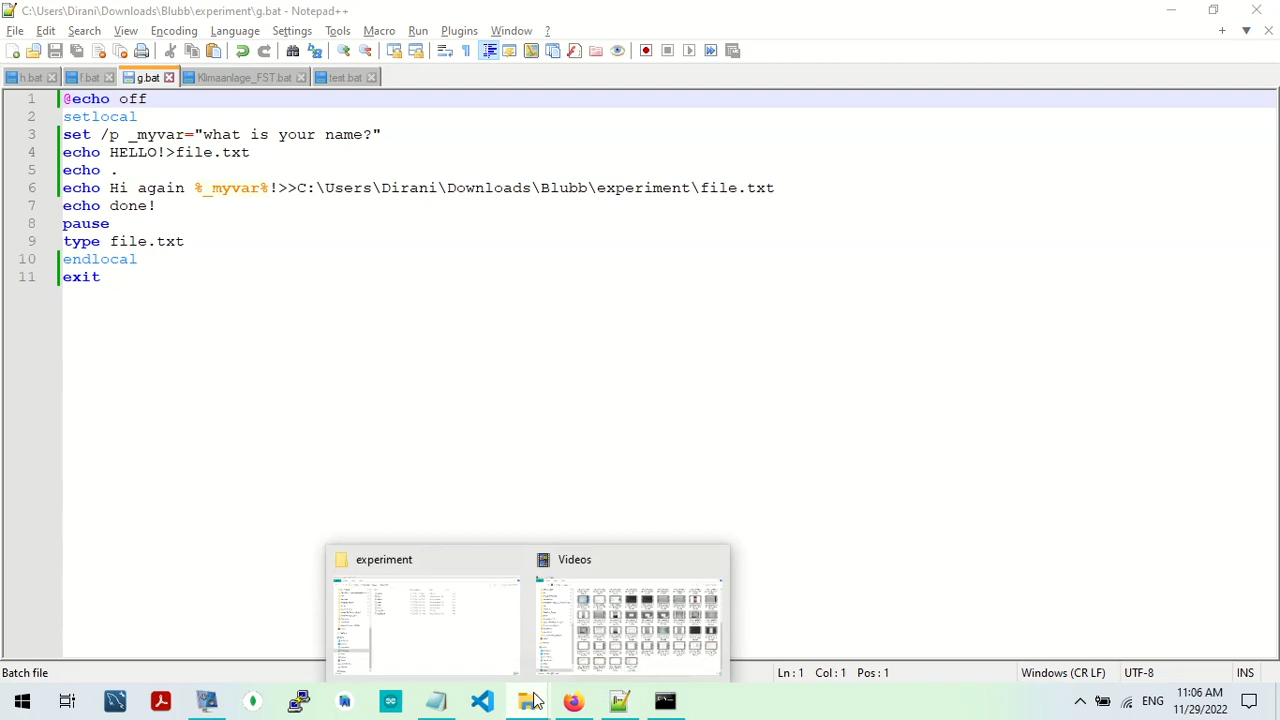 C:\Users\Dirani\Downloads\Blubb\experiment\g.bat - Notepad++
File Edit Search View Encoding Language Settings Tools Macro Run Plugins Window ?
h.bat f.bat g.bat Klimaanlage_FST.bat test.bat
1 @echo off
2 setlocal
3 set /p _myvar="what is your name?"
4 echo HELLO!>file.txt
5 echo .
6 echo Hi again %_myvar%!>>C:\Users\Dirani\Downloads\Blubb\experiment\file.txt
7 echo done!
8 pause
9 type file.txt
10 endlocal
11 exit
experiment Videos
Batch file Ln:1 Col:1 Pos:1 Windows (CR LF) UTF-8 INS
ENG 11:06 AM
11/29/2022